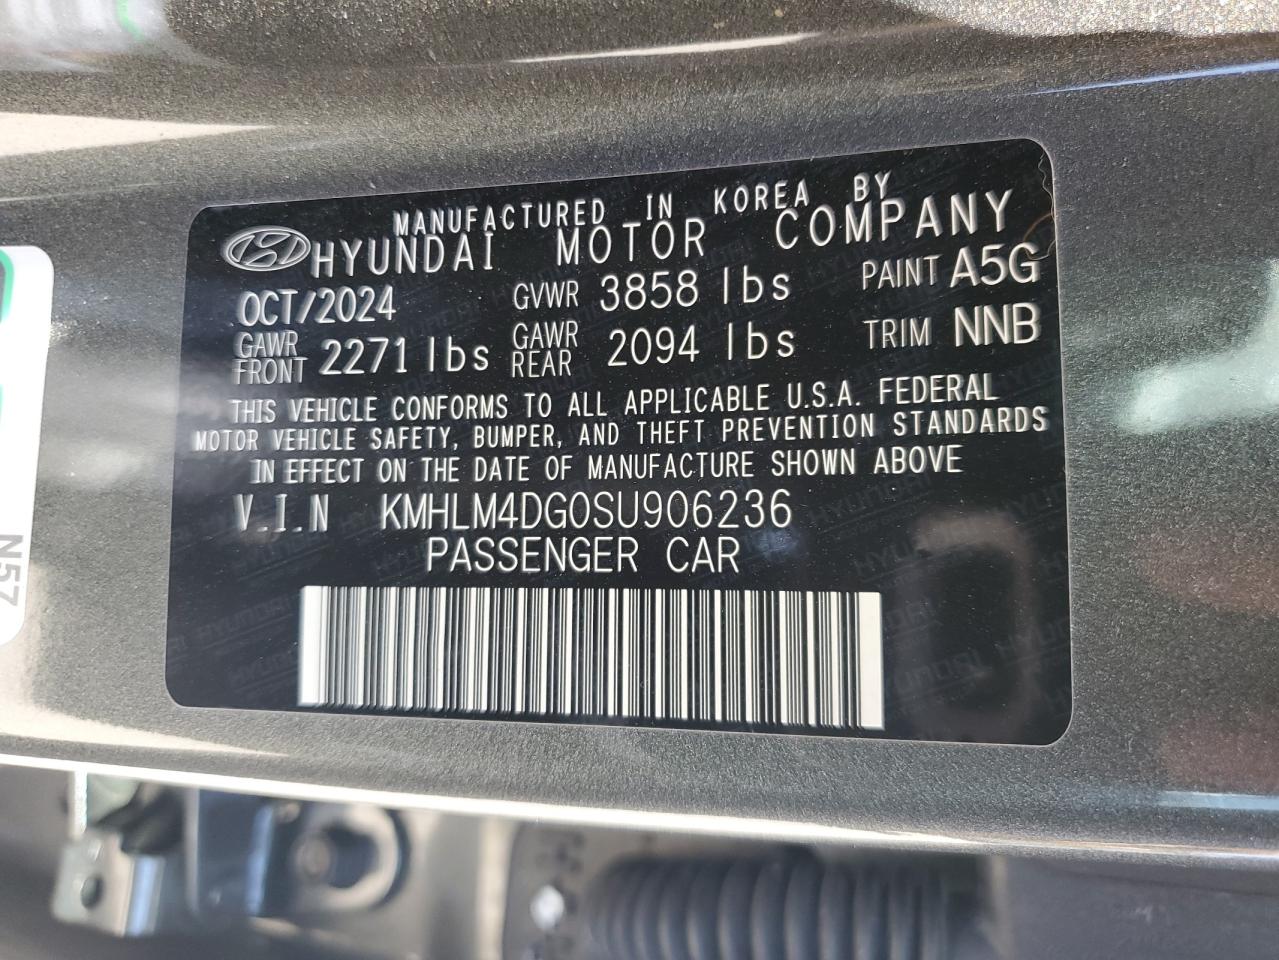 MANUFACTURED IN KOREA BY
HYUNDAI MOTOR COMPANY
OCT/2024 GVWR 3858 lbs PAINT A5G
GAWR FRONT 2271 lbs GAWR REAR 2094 lbs TRIM NNB
THIS VEHICLE CONFORMS TO ALL APPLICABLE U.S.A. FEDERAL
MOTOR VEHICLE SAFETY, BUMPER, AND THEFT PREVENTION STANDARDS
IN EFFECT ON THE DATE OF MANUFACTURE SHOWN ABOVE
V.I.N KMHLM4DG0SU906236
PASSENGER CAR
N57